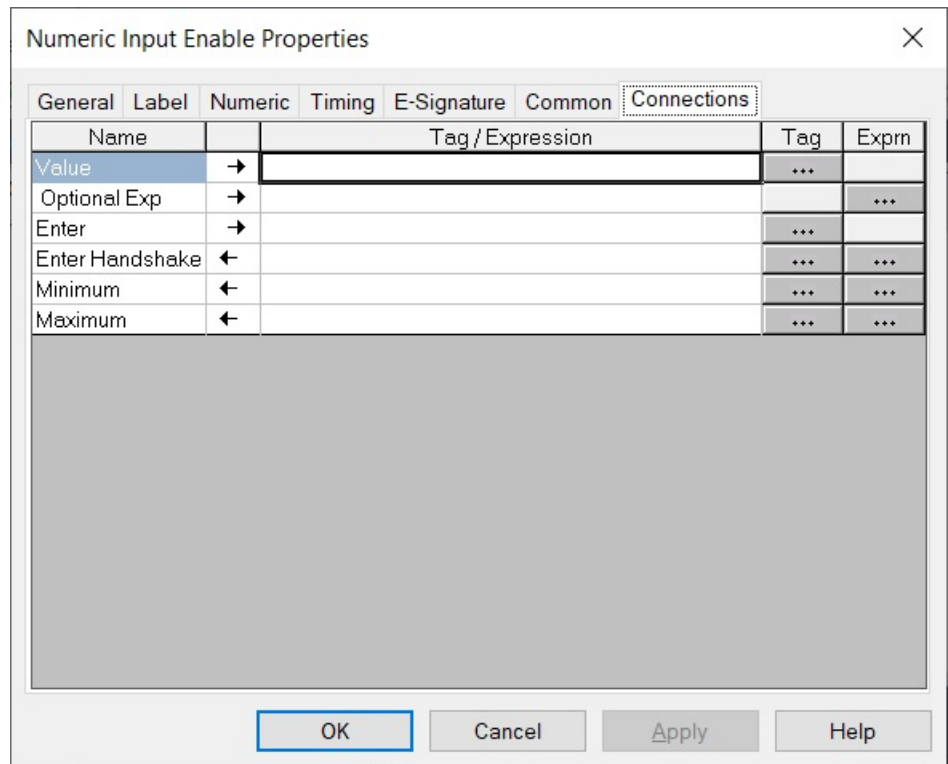 Numeric Input Enable Properties
General Label Numeric Timing E-Signature Common Connections
Name Tag / Expression Tag Exprn
Value → ...
Optional Exp → ...
Enter → ...
Enter Handshake ← ... ...
Minimum ← ... ...
Maximum ← ... ...
OK Cancel Apply Help